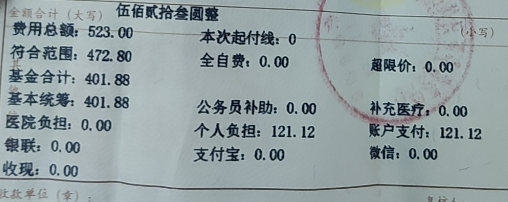 金额合计（大写） 伍佰贰拾叁圆整 （小写）
费用总额：523.00 本次起付线：0
符合范围：472.80 全自费：0.00 超限价：0.00
基金合计：401.88
基本统筹：401.88 公务员补助：0.00 补充医疗：0.00
医院负担：0.00 个人负担：121.12 账户支付：121.12
银联：0.00 支付宝：0.00 微信：0.00
收现：0.00
收款单位（章）：